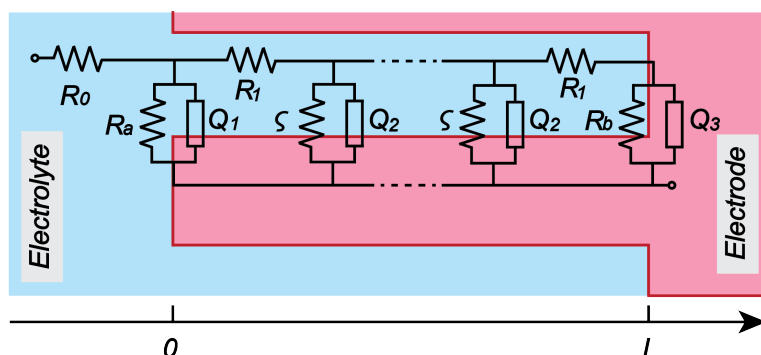 R0
R1
R1
Ra
Q1
ς
Q2
ς
Q2
Rb
Q3
Electrolyte
Electrode
0
l